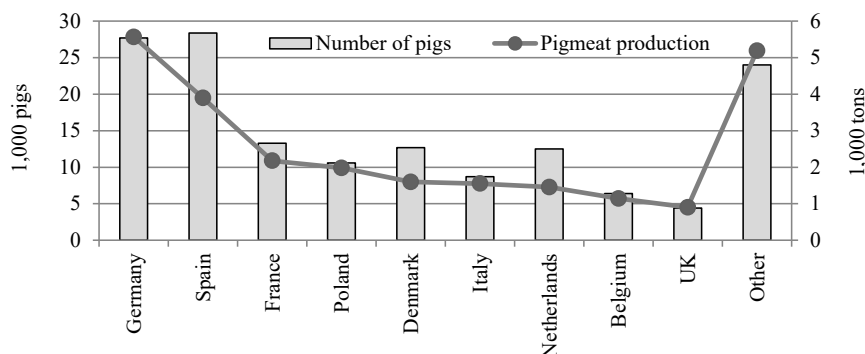 30
25
20
15
10
5
0
1,000 pigs
Number of pigs
Pigmeat production
6
5
4
3
2
1
0
1,000 tons
Germany
Spain
France
Poland
Denmark
Italy
Netherlands
Belgium
UK
Other